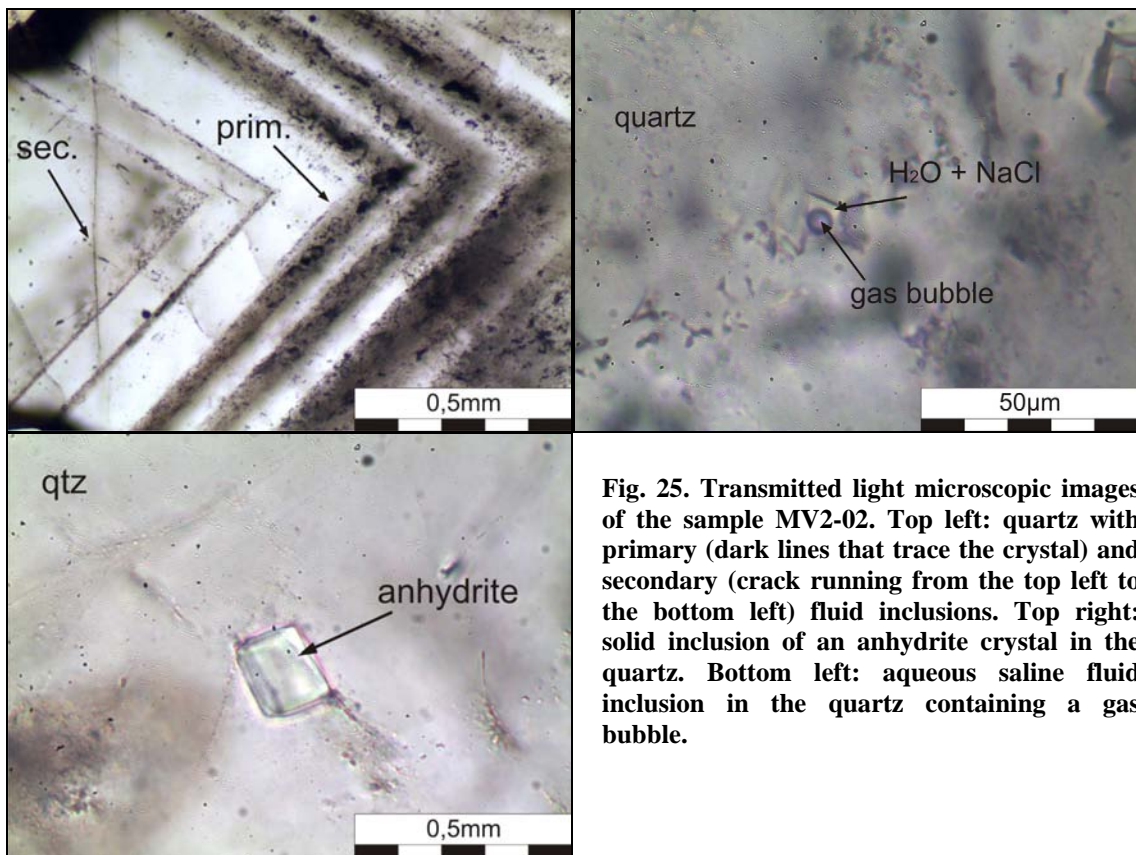 sec.
prim.
0,5mm
quartz
H₂O + NaCl
gas bubble
50µm
qtz
anhydrite
0,5mm
Fig. 25. Transmitted light microscopic images
of the sample MV2-02. Top left: quartz with
primary (dark lines that trace the crystal) and
secondary (crack running from the top left to
the bottom left) fluid inclusions. Top right:
solid inclusion of an anhydrite crystal in the
quartz. Bottom left: aqueous saline fluid
inclusion in the quartz containing a gas
bubble.